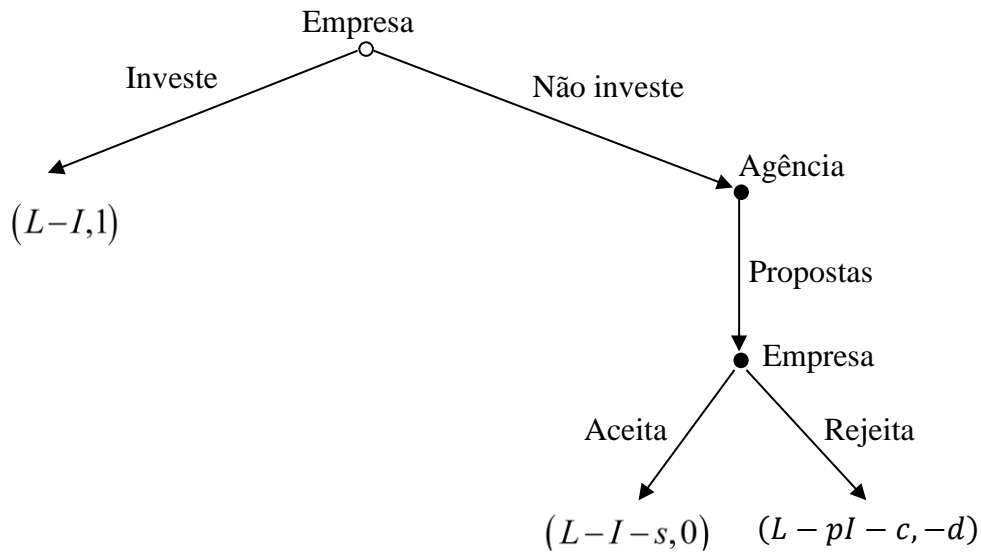 Empresa
Investe
Não investe
Agência
(L−I,1)
Propostas
Empresa
Aceita
Rejeita
(L−I−s,0)
(L − pI − c, −d)